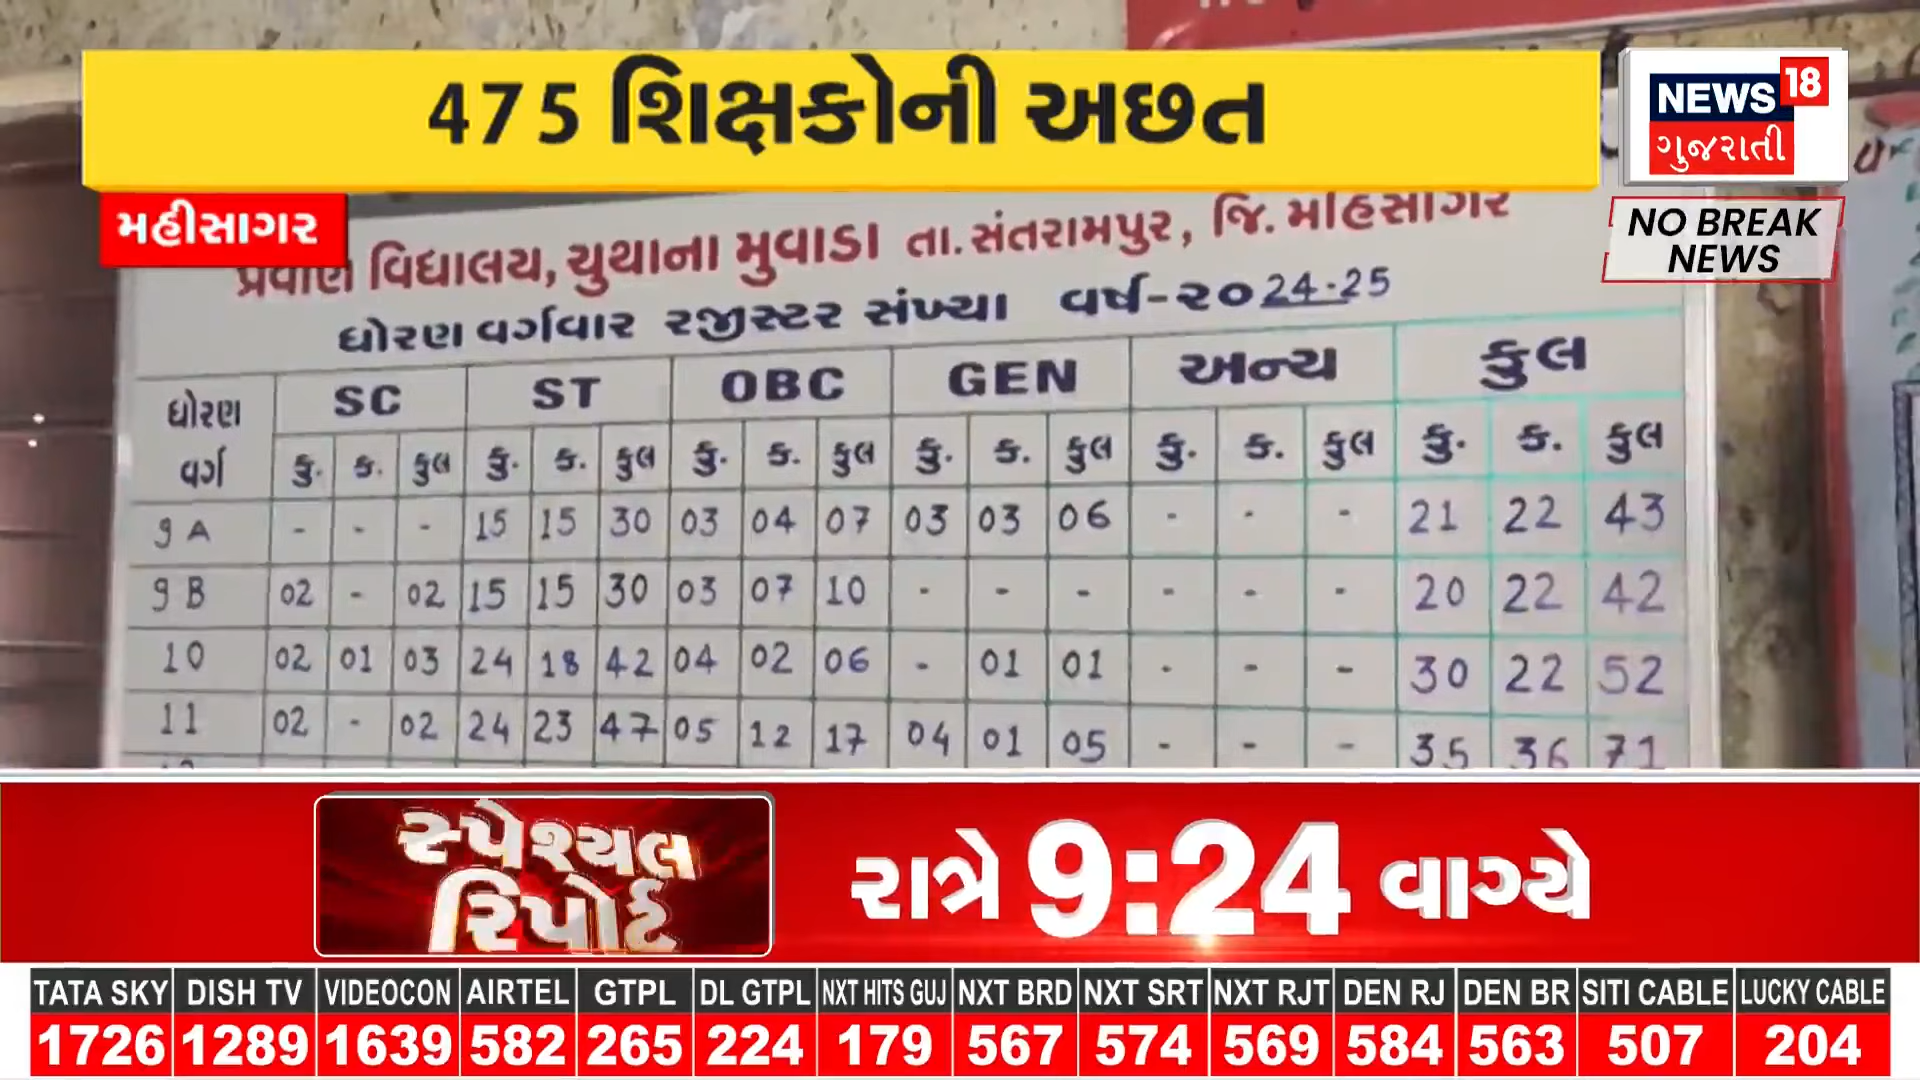 475 શિક્ષકોની અછત
NEWS 18
ગુજરાતી
NO BREAK
NEWS
મહીસાગર
પ્રવીણ વિદ્યાલય, ચુથાના મુવાડા તા. સંતરામપુર, જિ. મહિસાગર
ધોરણ વર્ગવાર રજીસ્ટર સંખ્યા વર્ષ-૨૦24-25
ધોરણ વર્ગ SC ST OBC GEN અન્ય કુલ
કુ. ક. કુલ કુ. ક. કુલ કુ. ક. કુલ કુ. ક. કુલ કુ. ક. કુલ કુ. ક. કુલ
9 A - - - 15 15 30 03 04 07 03 03 06 - - - 21 22 43
9 B 02 - 02 15 15 30 03 07 10 - - - - - - 20 22 42
10 02 01 03 24 18 42 04 02 06 - 01 01 - - - 30 22 52
11 02 - 02 24 23 47 05 12 17 04 01 05 - - - 35 36 71
સ્પેશ્યલ
રિપોર્ટ
રાત્રે 9:24 વાગ્યે
TATA SKY DISH TV VIDEOCON AIRTEL GTPL DL GTPL NXT HITS GUJ NXT BRD NXT SRT NXT RJT DEN RJ DEN BR SITI CABLE LUCKY CABLE
1726 1289 1639 582 265 224 179 567 574 569 584 563 507 204